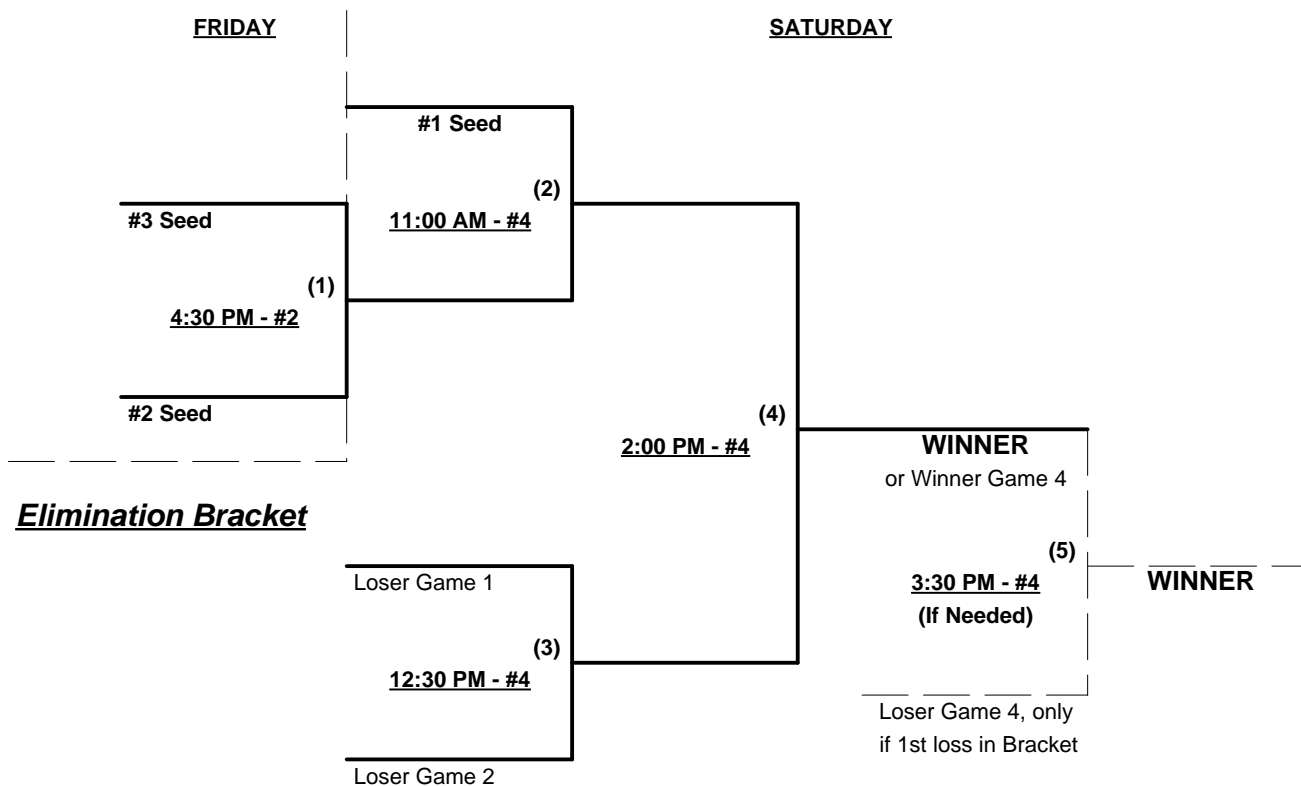 FRIDAY
SATURDAY
#1 Seed
(2)
#3 Seed
11:00 AM - #4
(1)
4:30 PM - #2
#2 Seed
(4)
2:00 PM - #4
WINNER
or Winner Game 4
Elimination Bracket
(5)
Loser Game 1
3:30 PM - #4
WINNER
(If Needed)
(3)
12:30 PM - #4
Loser Game 4, only
if 1st loss in Bracket
Loser Game 2